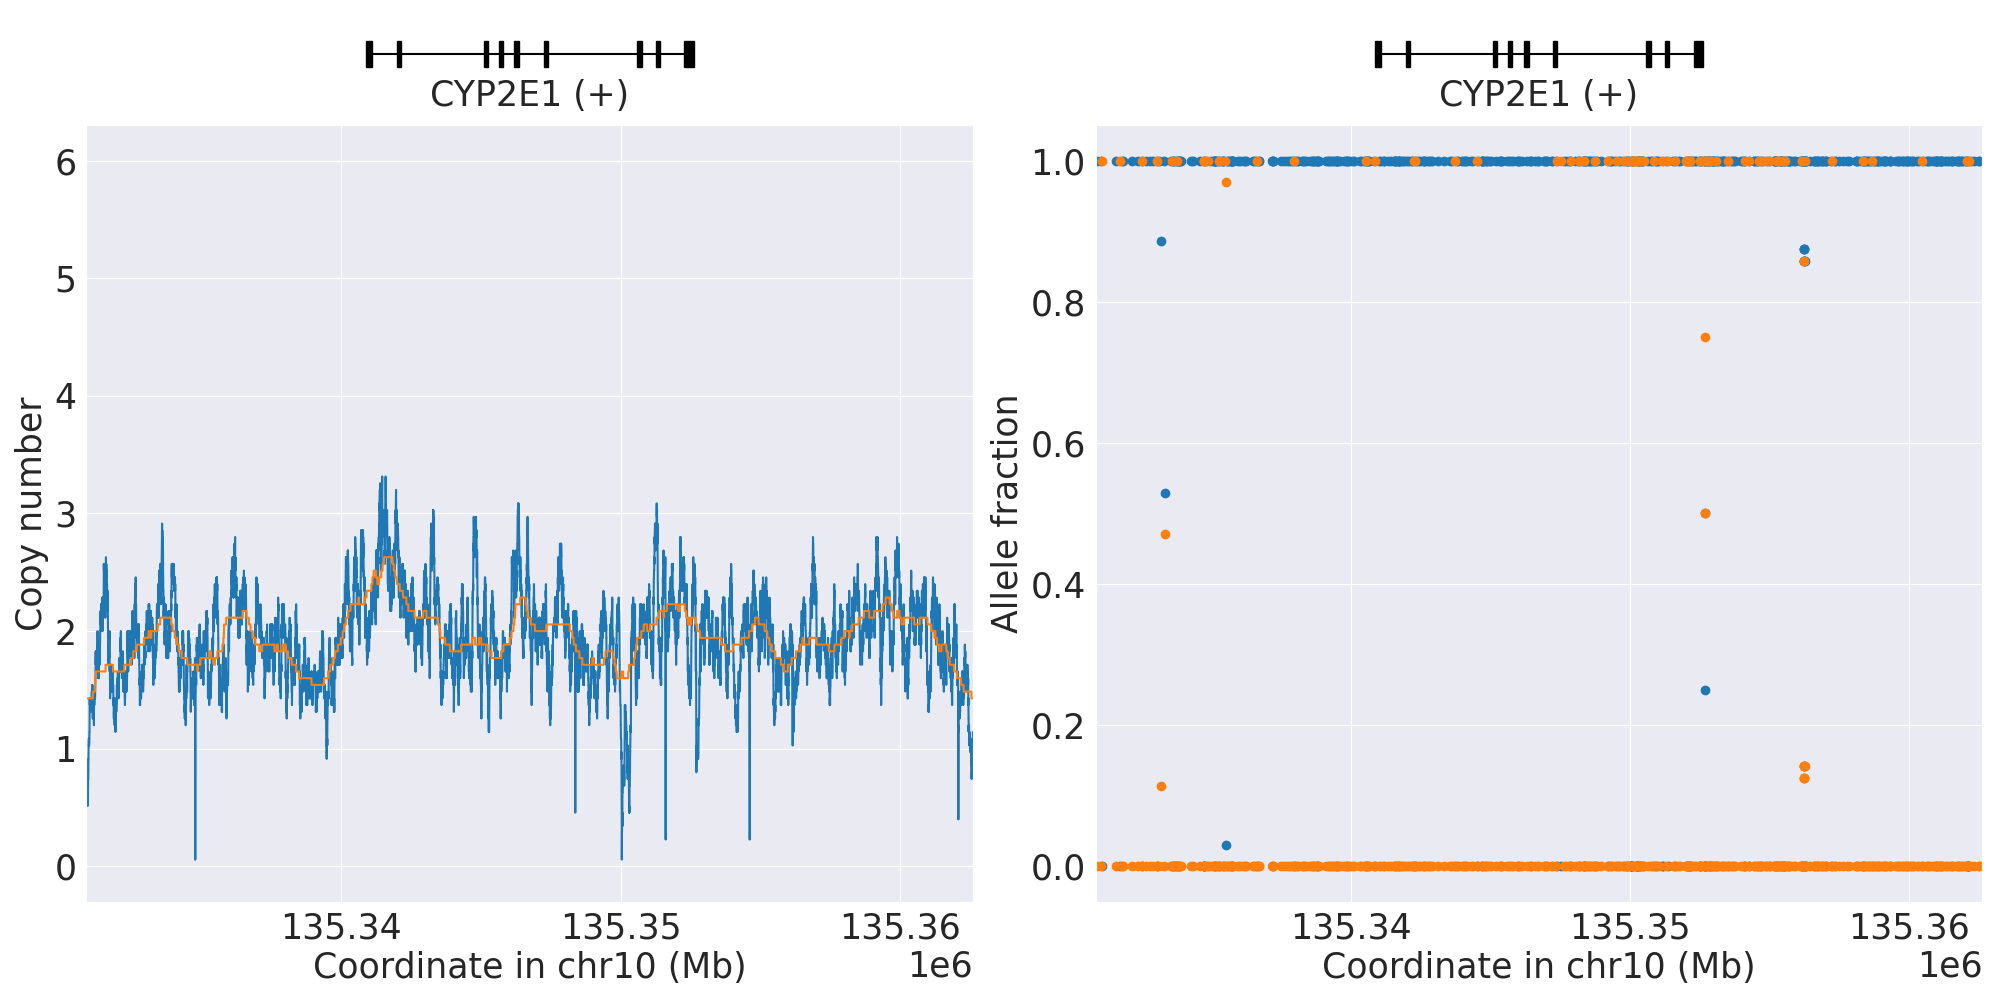 CYP2E1 (+)
6
5
4
3
2
1
0
Copy number
135.34
135.35
135.36
Coordinate in chr10 (Mb)
1e6
CYP2E1 (+)
1.0
0.8
0.6
0.4
0.2
0.0
Allele fraction
135.34
135.35
135.36
Coordinate in chr10 (Mb)
1e6